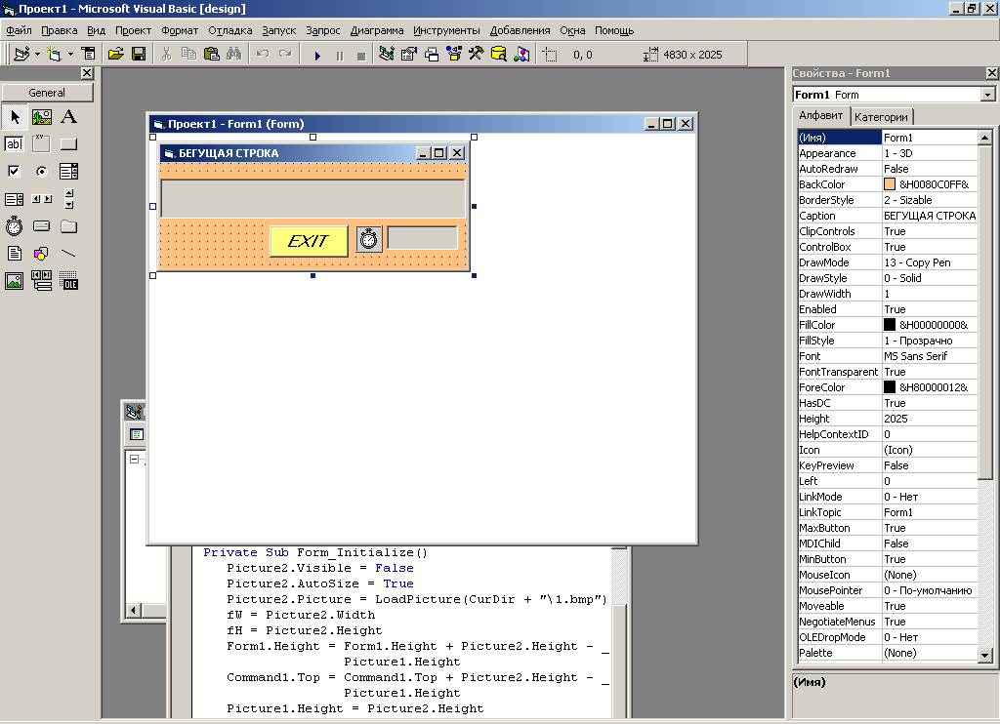 Проект1 - Microsoft Visual Basic [design]
Файл Правка Вид Проект Формат Отладка Запуск Запрос Диаграмма Инструменты Добавления Окна Помощь
0, 0 4830 x 2025
General
A
ab|
xy
OLE
Проект1 - Form1 (Form)
БЕГУЩАЯ СТРОКА
EXIT
Private Sub Form_Initialize()
Picture2.Visible = False
Picture2.AutoSize = True
Picture2.Picture = LoadPicture(CurDir + "\1.bmp")
fW = Picture2.Width
fH = Picture2.Height
Form1.Height = Form1.Height + Picture2.Height - _
Picture1.Height
Command1.Top = Command1.Top + Picture2.Height - _
Picture1.Height
Picture1.Height = Picture2.Height
Свойства - Form1
Form1 Form
Алфавит Категории
(Имя) Form1
Appearance 1 - 3D
AutoRedraw False
BackColor &H0080C0FF&
BorderStyle 2 - Sizable
Caption БЕГУЩАЯ СТРОКА
ClipControls True
ControlBox True
DrawMode 13 - Copy Pen
DrawStyle 0 - Solid
DrawWidth 1
Enabled True
FillColor &H00000000&
FillStyle 1 - Прозрачно
Font MS Sans Serif
FontTransparent True
ForeColor &H80000012&
HasDC True
Height 2025
HelpContextID 0
Icon (Icon)
KeyPreview False
Left 0
LinkMode 0 - Нет
LinkTopic Form1
MaxButton True
MDIChild False
MinButton True
MouseIcon (None)
MousePointer 0 - По-умолчанию
Moveable True
NegotiateMenus True
OLEDropMode 0 - Нет
Palette (None)
(Имя)